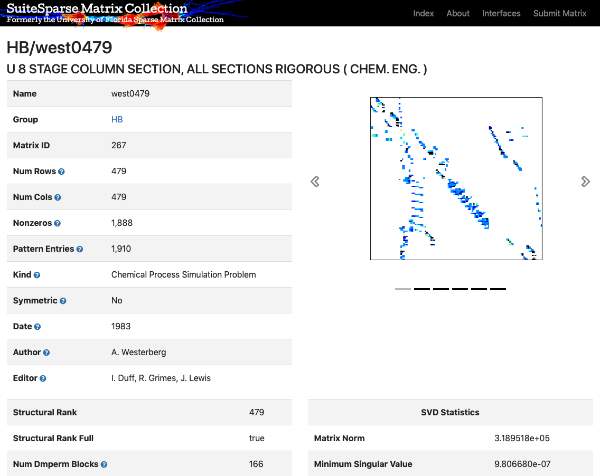 SuiteSparse Matrix Collection
Formerly the University of Florida Sparse Matrix Collection
Index About Interfaces Submit Matrix
HB/west0479
U 8 STAGE COLUMN SECTION, ALL SECTIONS RIGOROUS ( CHEM. ENG. )
Name west0479
Group HB
Matrix ID 267
Num Rows 479
Num Cols 479
Nonzeros 1,888
Pattern Entries 1,910
Kind Chemical Process Simulation Problem
Symmetric No
Date 1983
Author A. Westerberg
Editor I. Duff, R. Grimes, J. Lewis
Structural Rank 479
Structural Rank Full true
Num Dmperm Blocks 166
SVD Statistics
Matrix Norm 3.189518e+05
Minimum Singular Value 9.806680e-07